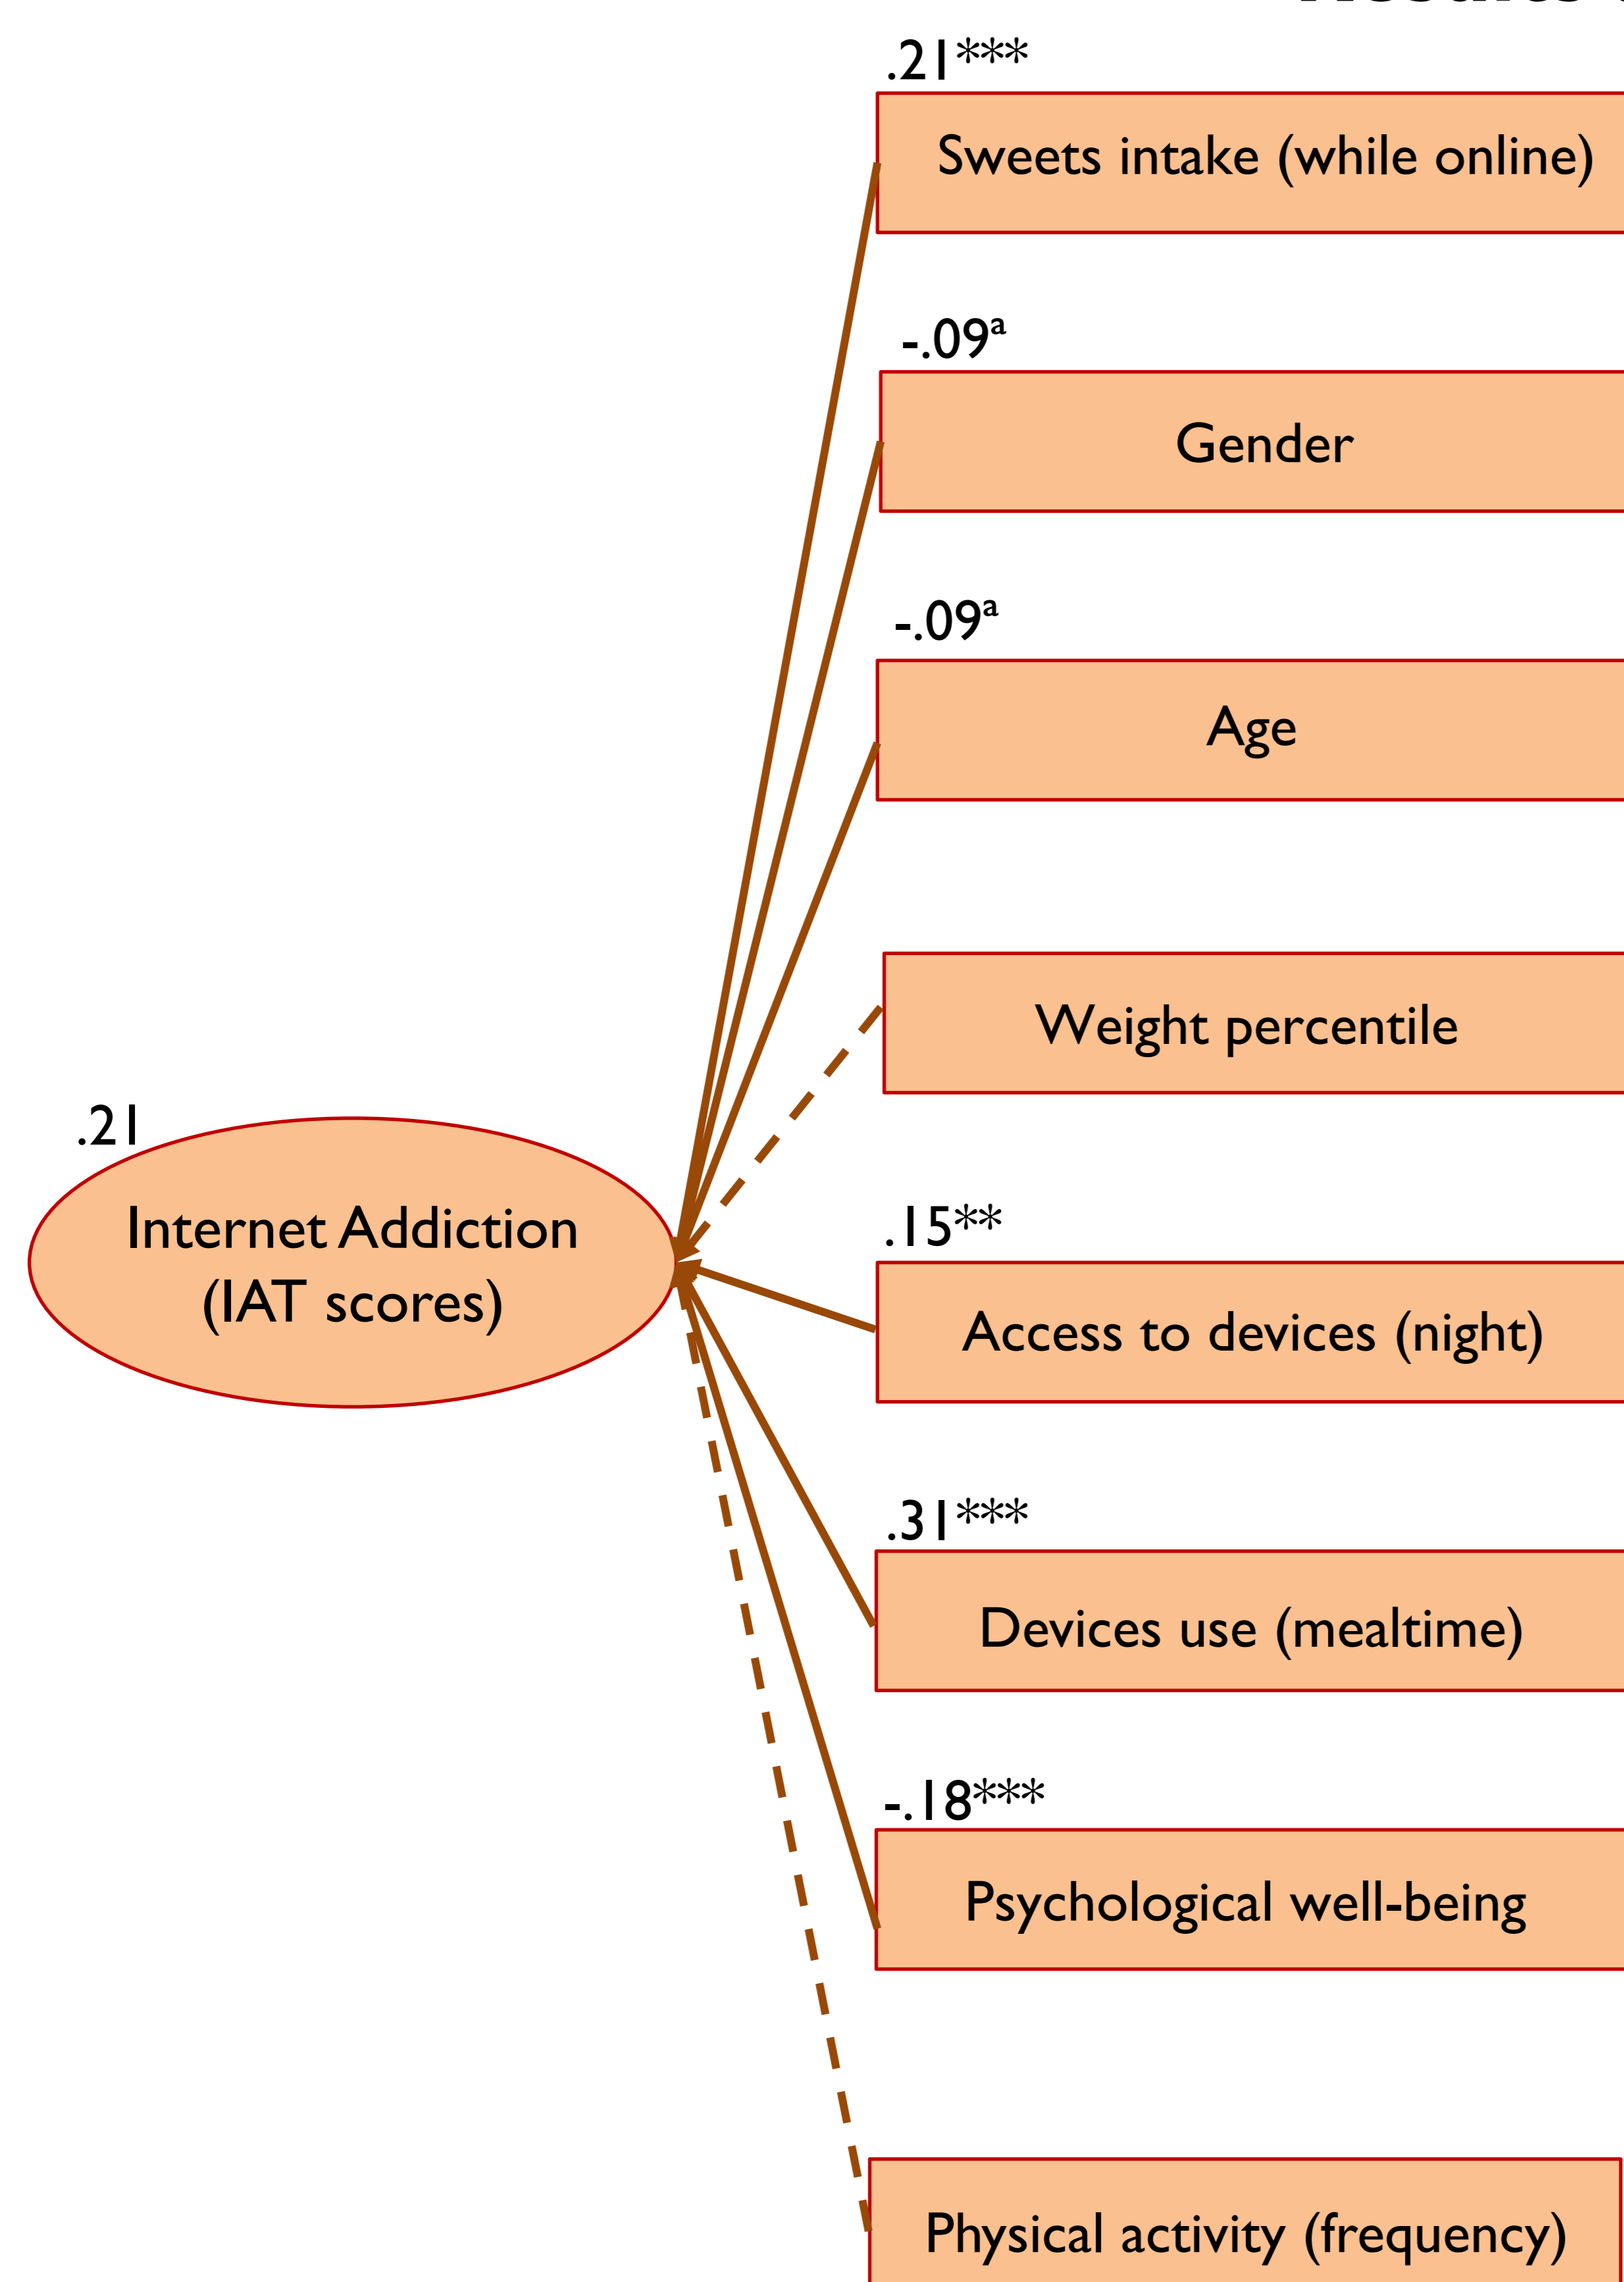 .21***
Sweets intake (while online)
-.09ª
Gender
-.09ª
Age
Weight percentile
.21
Internet Addiction
(IAT scores)
.15**
Access to devices (night)
.31***
Devices use (mealtime)
-.18***
Psychological well-being
Physical activity (frequency)